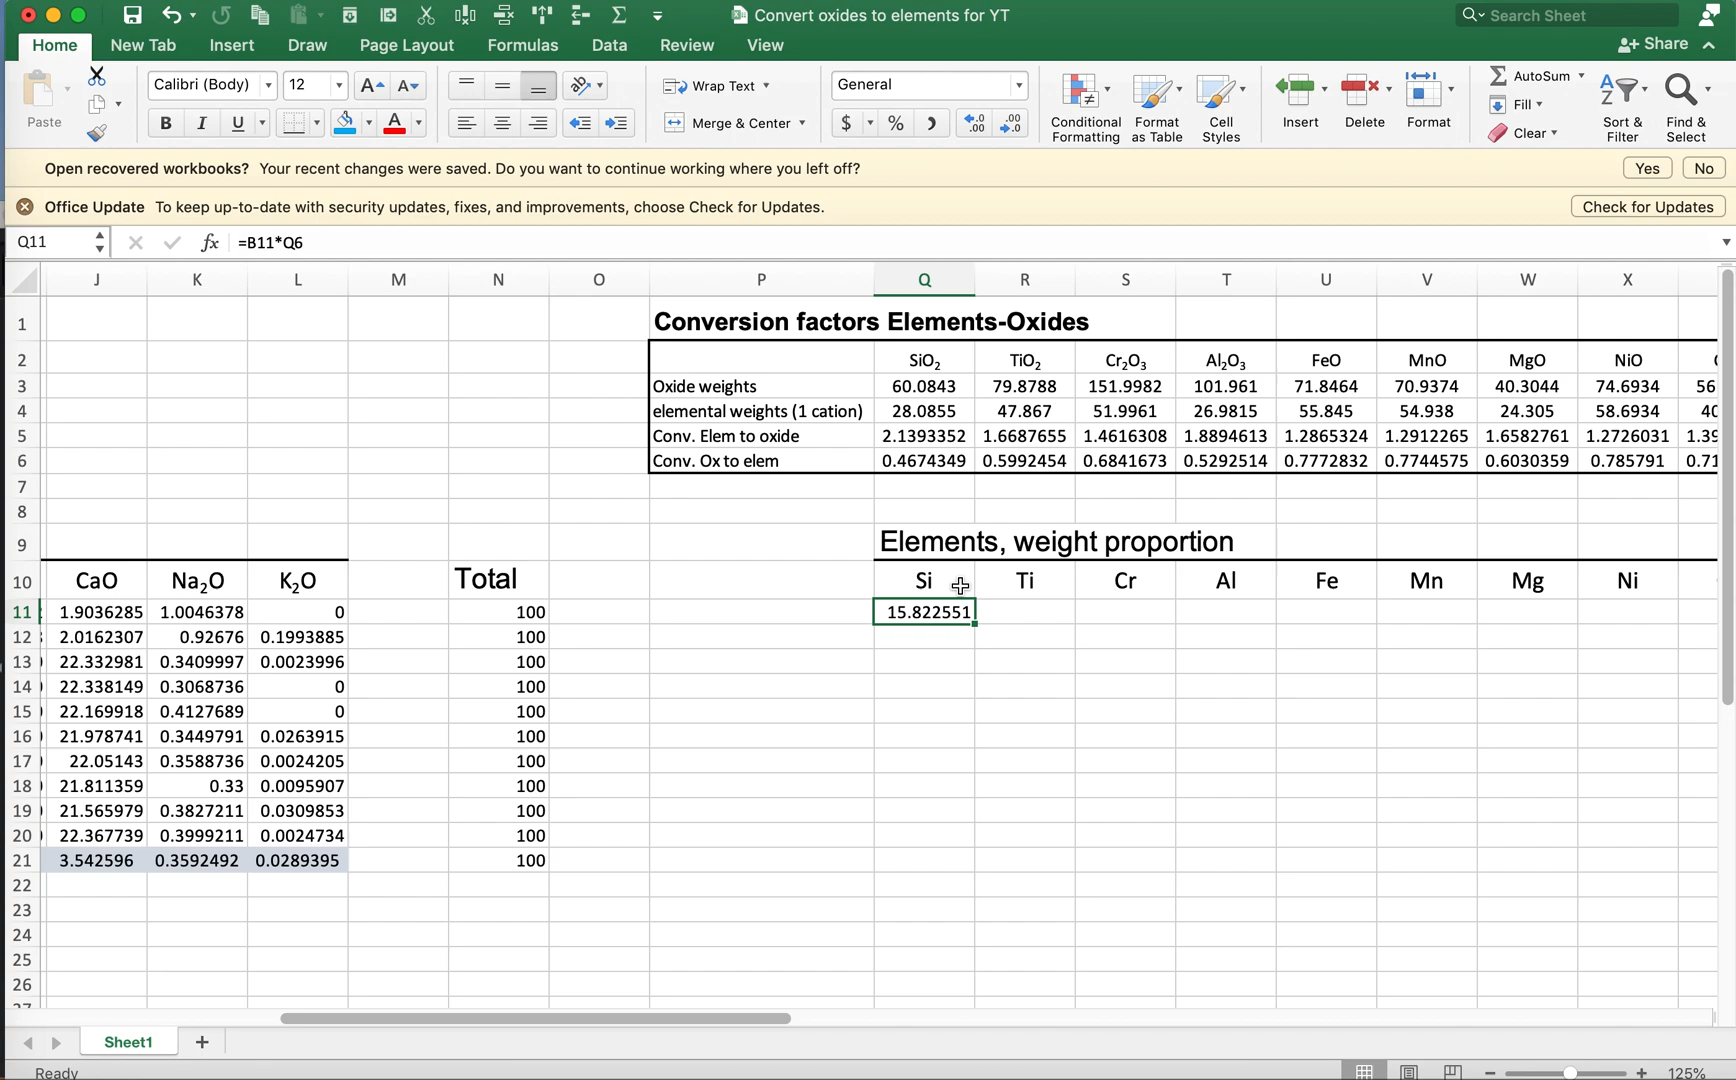 Convert oxides to elements for YT
Search Sheet
Home New Tab Insert Draw Page Layout Formulas Data Review View
Share
Paste
Calibri (Body) 12
Wrap Text
Merge & Center
General
$ %
Conditional Formatting
Format as Table
Cell Styles
Insert
Delete
Format
AutoSum
Fill
Clear
Sort & Filter
Find & Select
Open recovered workbooks? Your recent changes were saved. Do you want to continue working where you left off? Yes No
Office Update To keep up-to-date with security updates, fixes, and improvements, choose Check for Updates. Check for Updates
Q11 fx =B11*Q6
J K L M N O P Q R S T U V W X
1 Conversion factors Elements-Oxides
2 SiO₂ TiO₂ Cr₂O₃ Al₂O₃ FeO MnO MgO NiO
3 Oxide weights 60.0843 79.8788 151.9982 101.961 71.8464 70.9374 40.3044 74.6934 56
4 elemental weights (1 cation) 28.0855 47.867 51.9961 26.9815 55.845 54.938 24.305 58.6934 40
5 Conv. Elem to oxide 2.1393352 1.6687655 1.4616308 1.8894613 1.2865324 1.2912265 1.6582761 1.2726031 1.39
6 Conv. Ox to elem 0.4674349 0.5992454 0.6841673 0.5292514 0.7772832 0.7744575 0.6030359 0.785791 0.71
7
8
9 Elements, weight proportion
10 CaO Na₂O K₂O Total Si Ti Cr Al Fe Mn Mg Ni
11 1.9036285 1.0046378 0 100 15.822551
12 2.0162307 0.92676 0.1993885 100
13 22.332981 0.3409997 0.0023996 100
14 22.338149 0.3068736 0 100
15 22.169918 0.4127689 0 100
16 21.978741 0.3449791 0.0263915 100
17 22.05143 0.3588736 0.0024205 100
18 21.811359 0.33 0.0095907 100
19 21.565979 0.3827211 0.0309853 100
20 22.367739 0.3999211 0.0024734 100
21 3.542596 0.3592492 0.0289395 100
22
23
24
25
26
Sheet1
Ready
125%